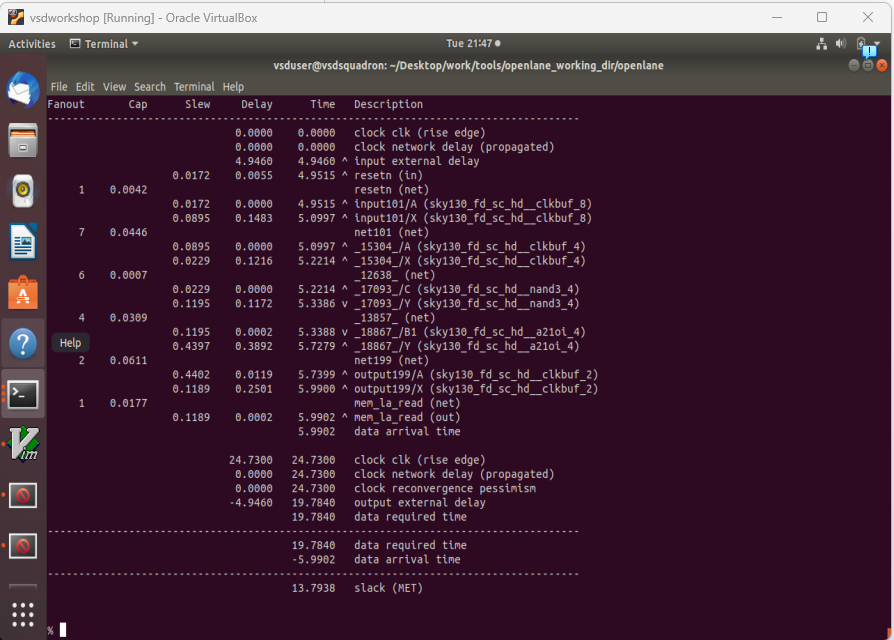 vsdworkshop [Running] - Oracle VirtualBox
Activities Terminal Tue 21:47
vsduser@vsdsquadron: ~/Desktop/work/tools/openlane_working_dir/openlane
File Edit View Search Terminal Help
Fanout Cap Slew Delay Time Description
-----------------------------------------------------------------------------
0.0000 0.0000 clock clk (rise edge)
0.0000 0.0000 clock network delay (propagated)
4.9460 4.9460 ^ input external delay
0.0172 0.0055 4.9515 ^ resetn (in)
1 0.0042 resetn (net)
0.0172 0.0000 4.9515 ^ input101/A (sky130_fd_sc_hd__clkbuf_8)
0.0895 0.1483 5.0997 ^ input101/X (sky130_fd_sc_hd__clkbuf_8)
7 0.0446 net101 (net)
0.0895 0.0000 5.0997 ^ _15304_/A (sky130_fd_sc_hd__clkbuf_4)
0.0229 0.1216 5.2214 ^ _15304_/X (sky130_fd_sc_hd__clkbuf_4)
6 0.0007 _12638_ (net)
0.0229 0.0000 5.2214 ^ _17093_/C (sky130_fd_sc_hd__nand3_4)
0.1195 0.1172 5.3386 v _17093_/Y (sky130_fd_sc_hd__nand3_4)
4 0.0309 _13857_ (net)
0.1195 0.0002 5.3388 v _18867_/B1 (sky130_fd_sc_hd__a21oi_4)
0.4397 0.3892 5.7279 ^ _18867_/Y (sky130_fd_sc_hd__a21oi_4)
Help
2 0.0611 net199 (net)
0.4402 0.0119 5.7399 ^ output199/A (sky130_fd_sc_hd__clkbuf_2)
0.1189 0.2501 5.9900 ^ output199/X (sky130_fd_sc_hd__clkbuf_2)
1 0.0177 mem_la_read (net)
0.1189 0.0002 5.9902 ^ mem_la_read (out)
5.9902 data arrival time
24.7300 24.7300 clock clk (rise edge)
0.0000 24.7300 clock network delay (propagated)
0.0000 24.7300 clock reconvergence pessimism
-4.9460 19.7840 output external delay
19.7840 data required time
-----------------------------------------------------------------------------
19.7840 data required time
-5.9902 data arrival time
-----------------------------------------------------------------------------
13.7938 slack (MET)
%